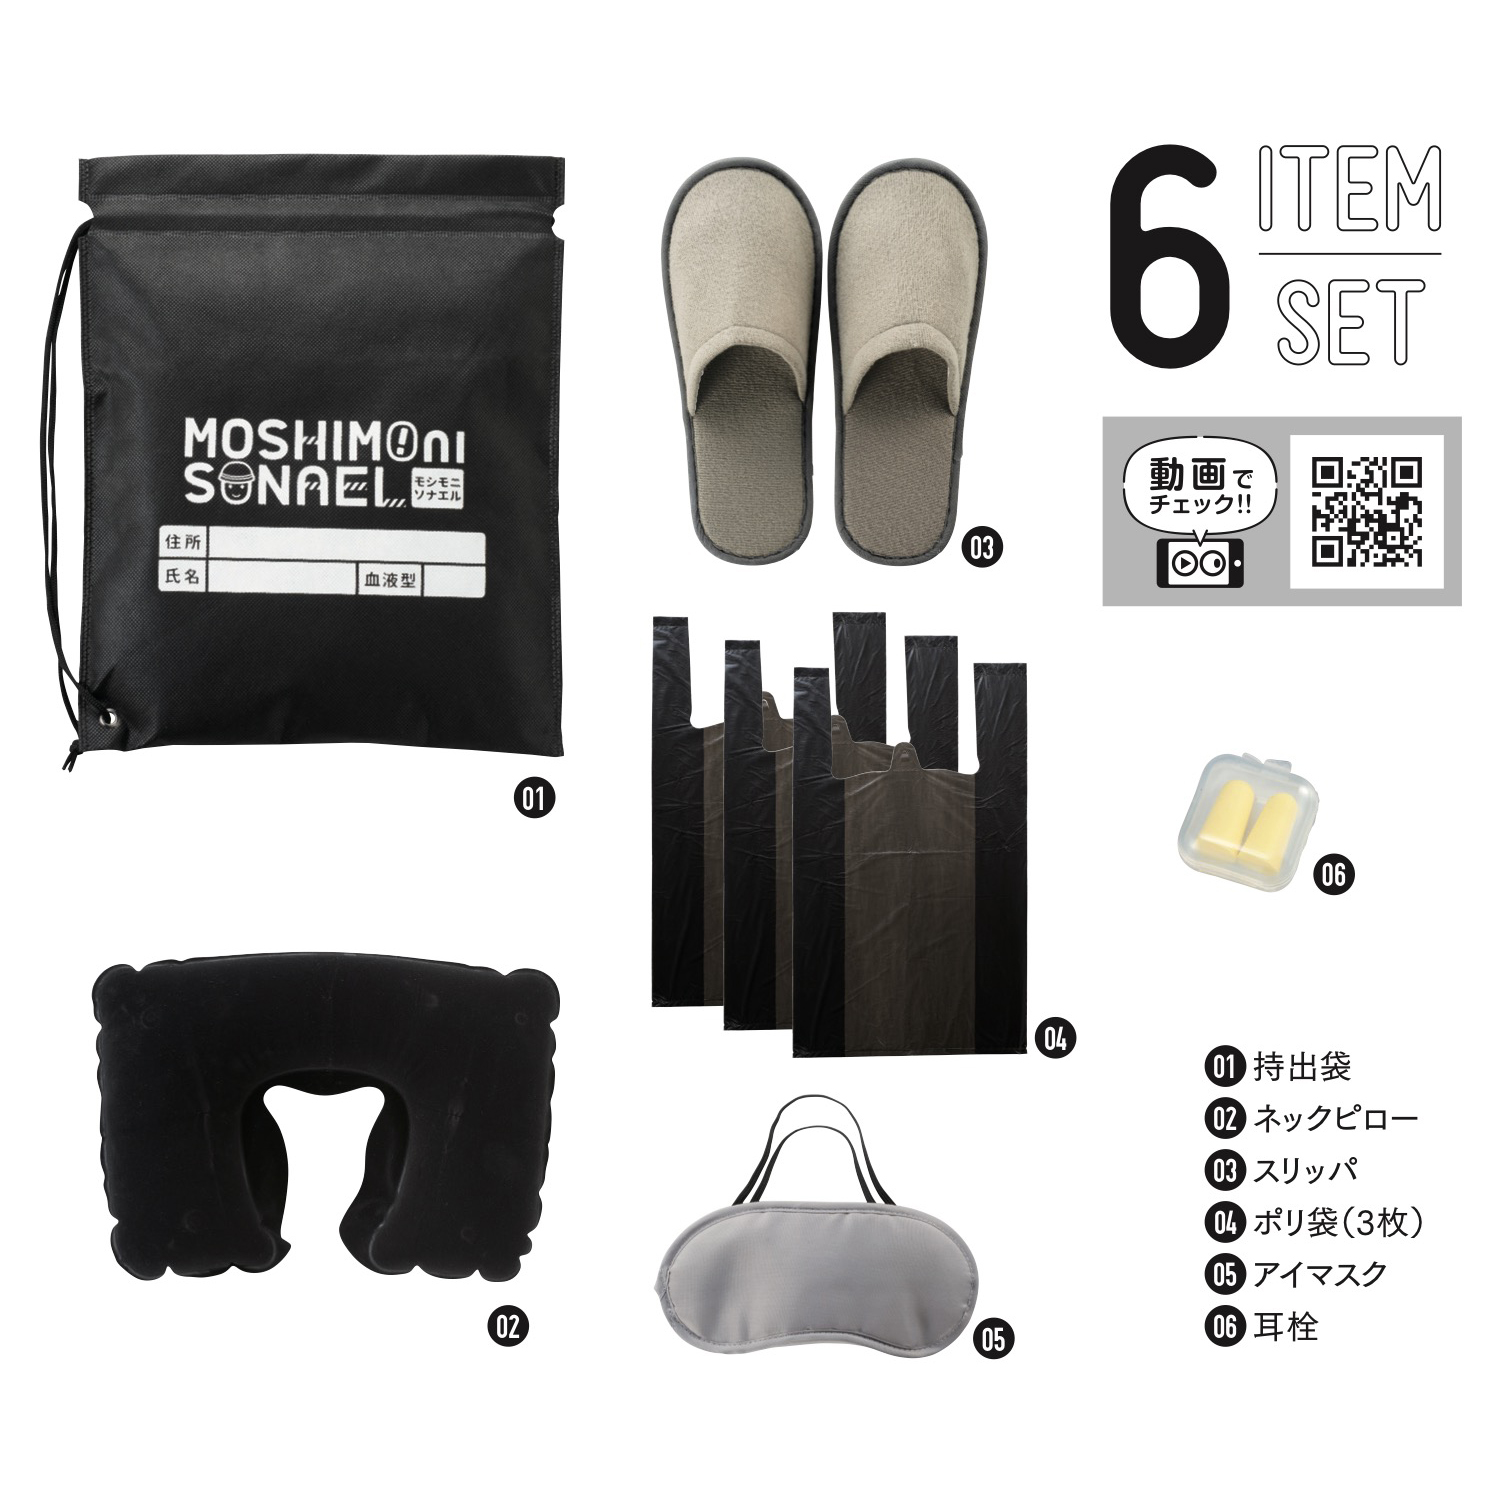 MOSHIMOni
SONAEL モシモニ
ソナエル
住所
氏名 血液型
01
02
03
04
05
06
6 ITEM
SET
動画で
チェック!!
01 持出袋
02 ネックピロー
03 スリッパ
04 ポリ袋(3枚)
05 アイマスク
06 耳栓